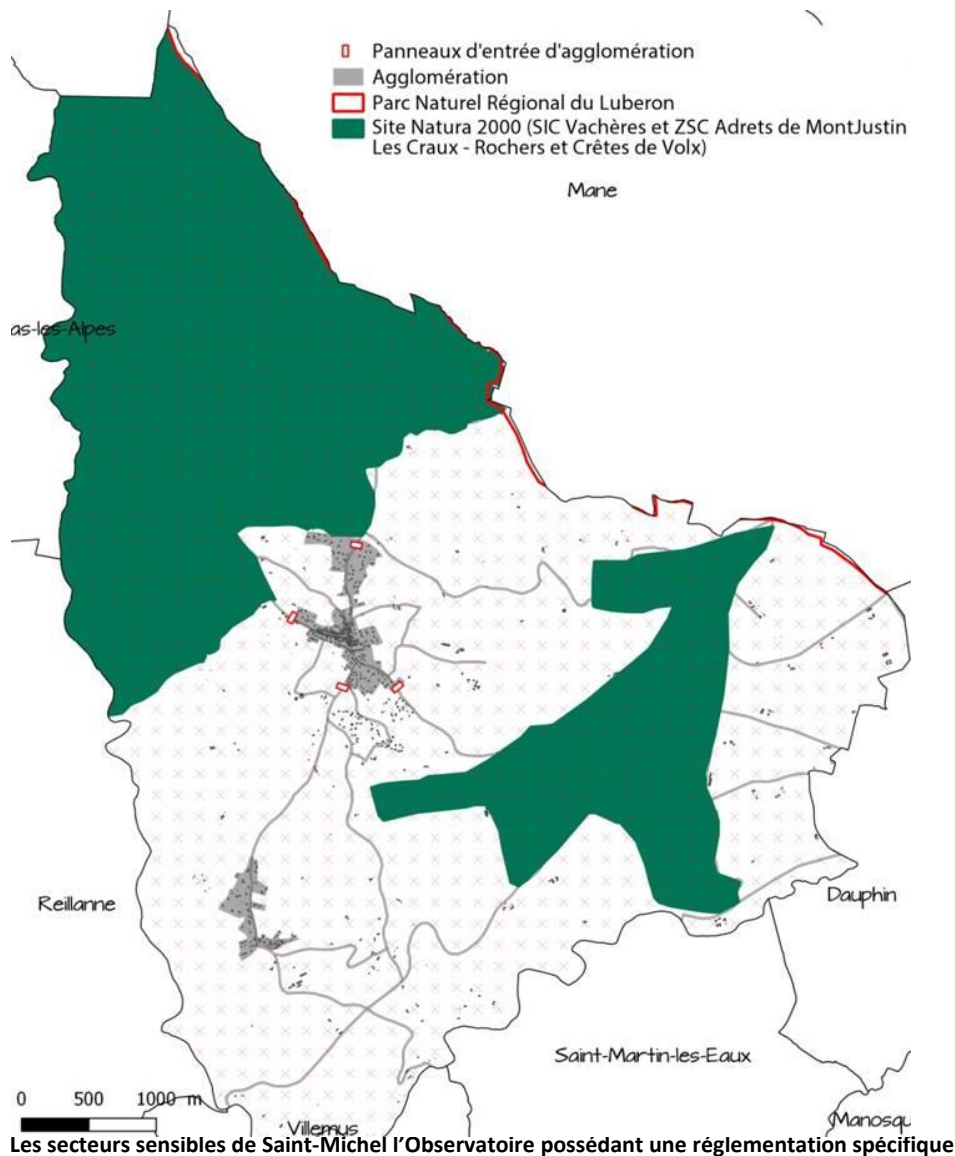 Panneaux d'entrée d'agglomération
Agglomération
Parc Naturel Régional du Luberon
Site Natura 2000 (SIC Vachères et ZSC Adrets de MontJustin
Les Craux - Rochers et Crêtes de Volx)
Mane
as-les-Alpes
Reillanne
Dauphin
Saint-Martin-les-Eaux
0 500 1000 m
Villemus
Manosqu
Les secteurs sensibles de Saint-Michel l’Observatoire possédant une réglementation spécifique